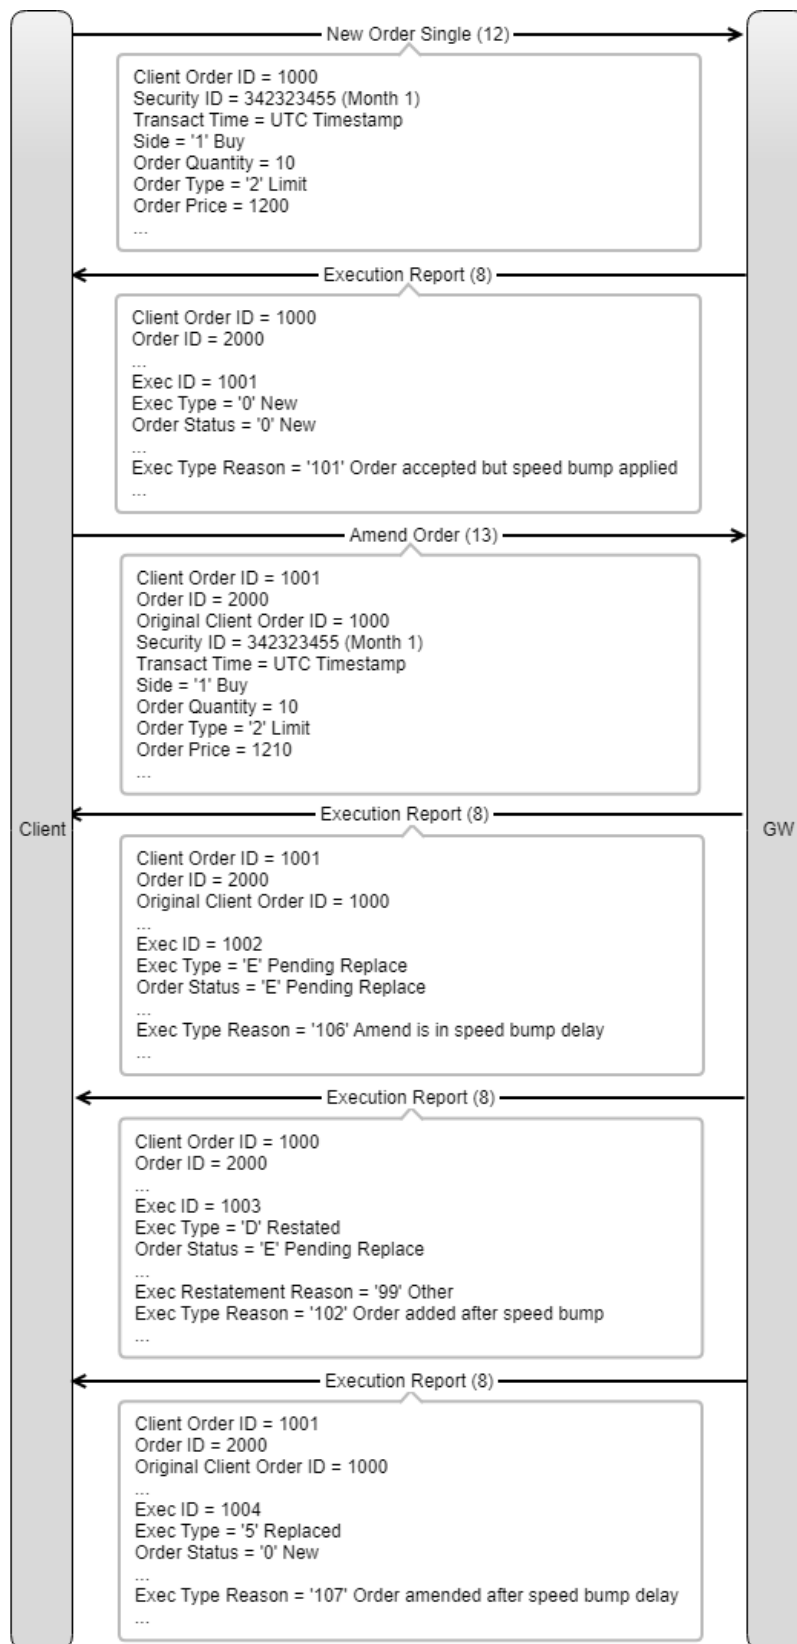 New Order Single (12)
Client Order ID = 1000
Security ID = 342323455 (Month 1)
Transact Time = UTC Timestamp
Side = '1' Buy
Order Quantity = 10
Order Type = '2' Limit
Order Price = 1200
...
Execution Report (8)
Client Order ID = 1000
Order ID = 2000
...
Exec ID = 1001
Exec Type = '0' New
Order Status = '0' New
...
Exec Type Reason = '101' Order accepted but speed bump applied
...
Amend Order (13)
Client Order ID = 1001
Order ID = 2000
Original Client Order ID = 1000
Security ID = 342323455 (Month 1)
Transact Time = UTC Timestamp
Side = '1' Buy
Order Quantity = 10
Order Type = '2' Limit
Order Price = 1210
...
Execution Report (8)
Client
GW
Client Order ID = 1001
Order ID = 2000
Original Client Order ID = 1000
...
Exec ID = 1002
Exec Type = 'E' Pending Replace
Order Status = 'E' Pending Replace
...
Exec Type Reason = '106' Amend is in speed bump delay
...
Execution Report (8)
Client Order ID = 1000
Order ID = 2000
...
Exec ID = 1003
Exec Type = 'D' Restated
Order Status = 'E' Pending Replace
...
Exec Restatement Reason = '99' Other
Exec Type Reason = '102' Order added after speed bump
...
Execution Report (8)
Client Order ID = 1001
Order ID = 2000
Original Client Order ID = 1000
...
Exec ID = 1004
Exec Type = '5' Replaced
Order Status = '0' New
...
Exec Type Reason = '107' Order amended after speed bump delay
...